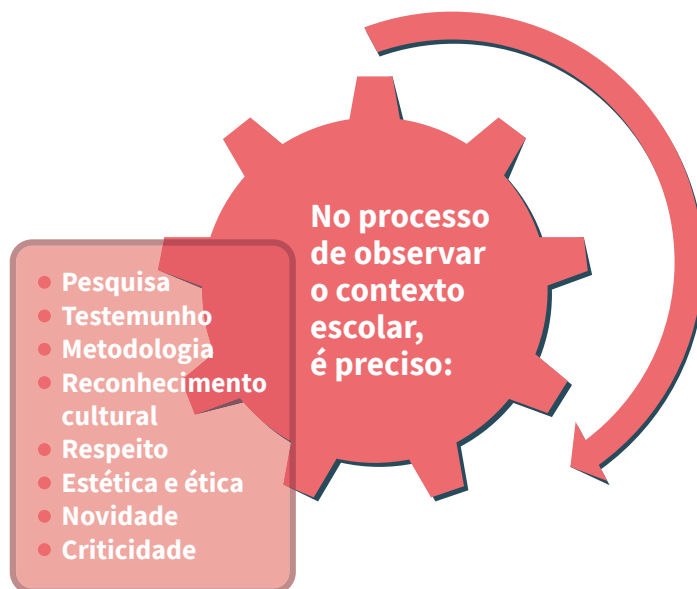 No processo
de observar
o contexto
escolar,
é preciso:
Pesquisa
Testemunho
Metodologia
Reconhecimento
cultural
Respeito
Estética e ética
Novidade
Criticidade